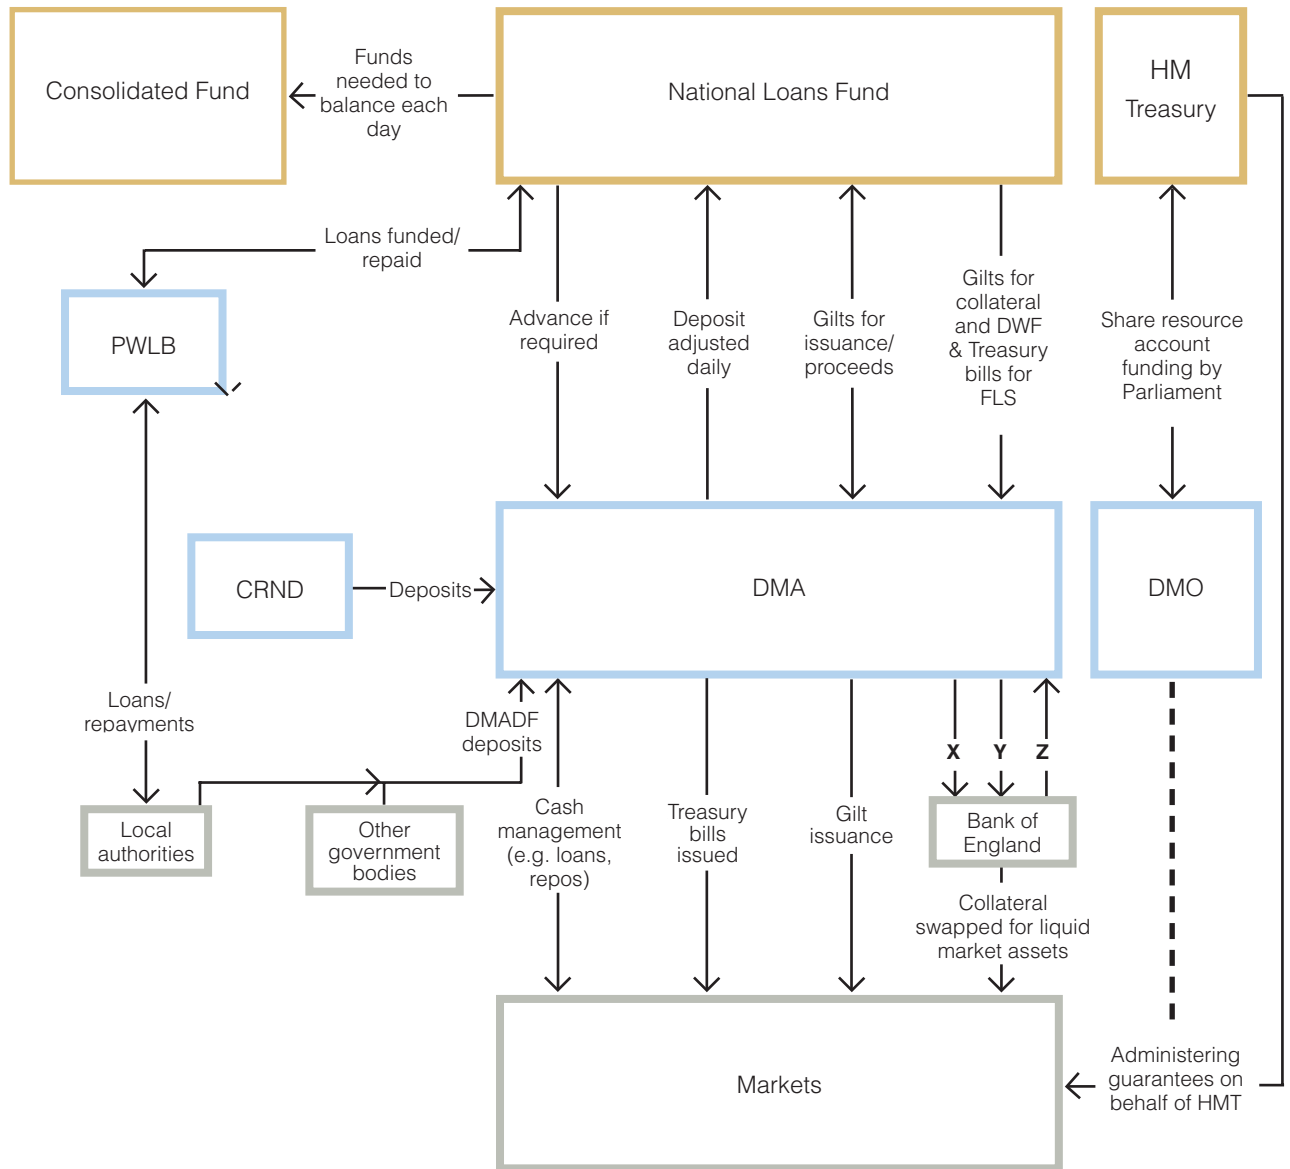 Consolidated Fund
Funds
needed to
balance each
day
National Loans Fund
HM
Treasury
Loans funded/
repaid
PWLB
Advance if
required
Deposit
adjusted
daily
Gilts for
issuance/
proceeds
Gilts for
collateral
and DWF
& Treasury
bills for
FLS
Share resource
account
funding by
Parliament
CRND
Deposits
DMA
DMO
Loans/
repayments
DMADF
deposits
X
Y
Z
Local
authorities
Other
government
bodies
Cash
management
(e.g. loans,
repos)
Treasury
bills
issued
Gilt
issuance
Bank of
England
Collateral
swapped for liquid
market assets
Markets
Administering
guarantees on
behalf of HMT